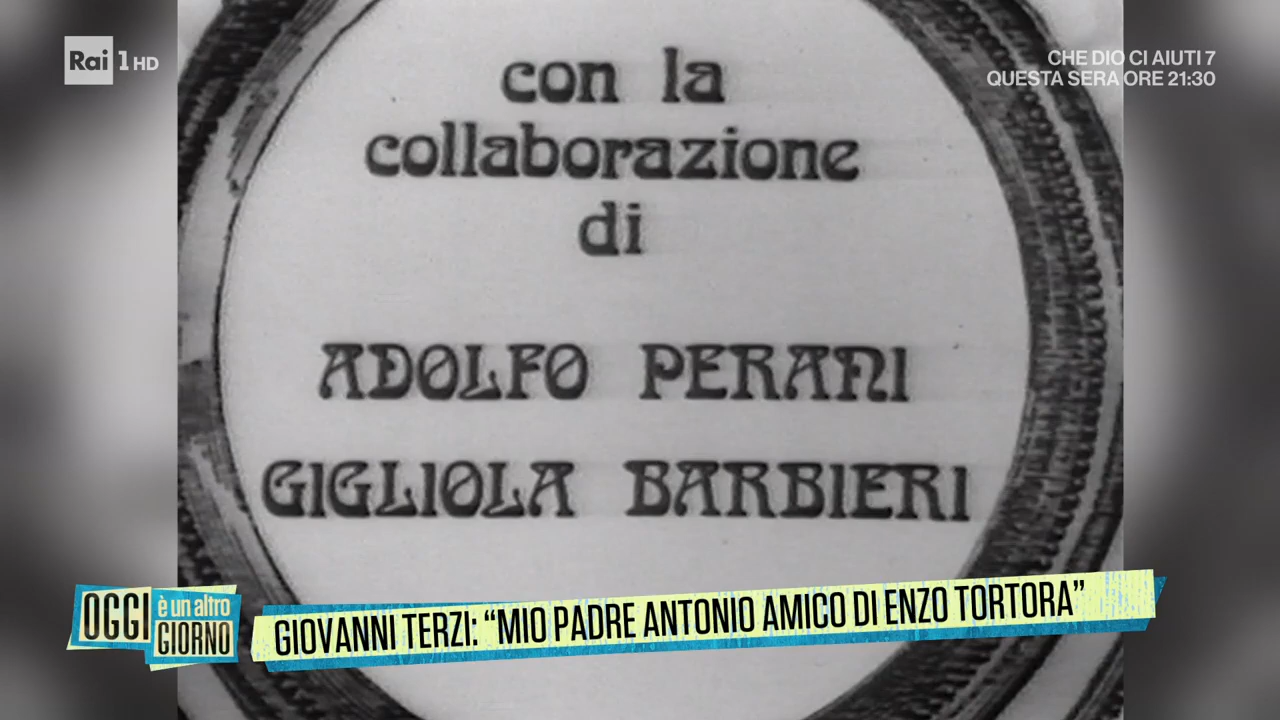 Rai 1 HD
CHE DIO CI AIUTI 7
QUESTA SERA ORE 21:30
con la
collaborazione
di
ADOLFO PERANI
GIGLIOLA BARBIERI
OGGI è un altro GIORNO
GIOVANNI TERZI: “MIO PADRE ANTONIO AMICO DI ENZO TORTORA”